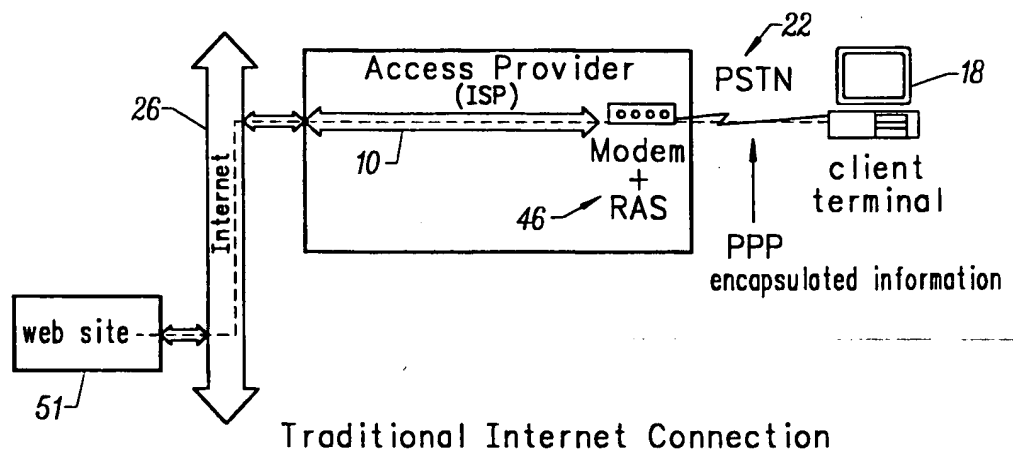 22
Access Provider
(ISP)
PSTN
18
26
10
Internet
Modem
+
RAS
46
client
terminal
PPP
encapsulated information
web site
51
Traditional Internet Connection